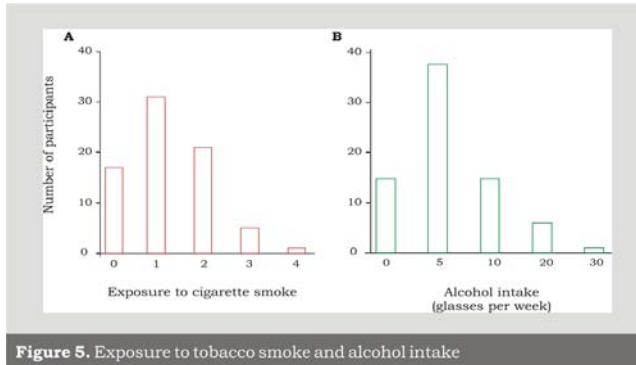 A
B
40
30
20
10
0
Number of participants
0 1 2 3 4
Exposure to cigarette smoke
40
30
20
10
0
0 5 10 20 30
Alcohol intake
(glasses per week)
Figure 5. Exposure to tobacco smoke and alcohol intake